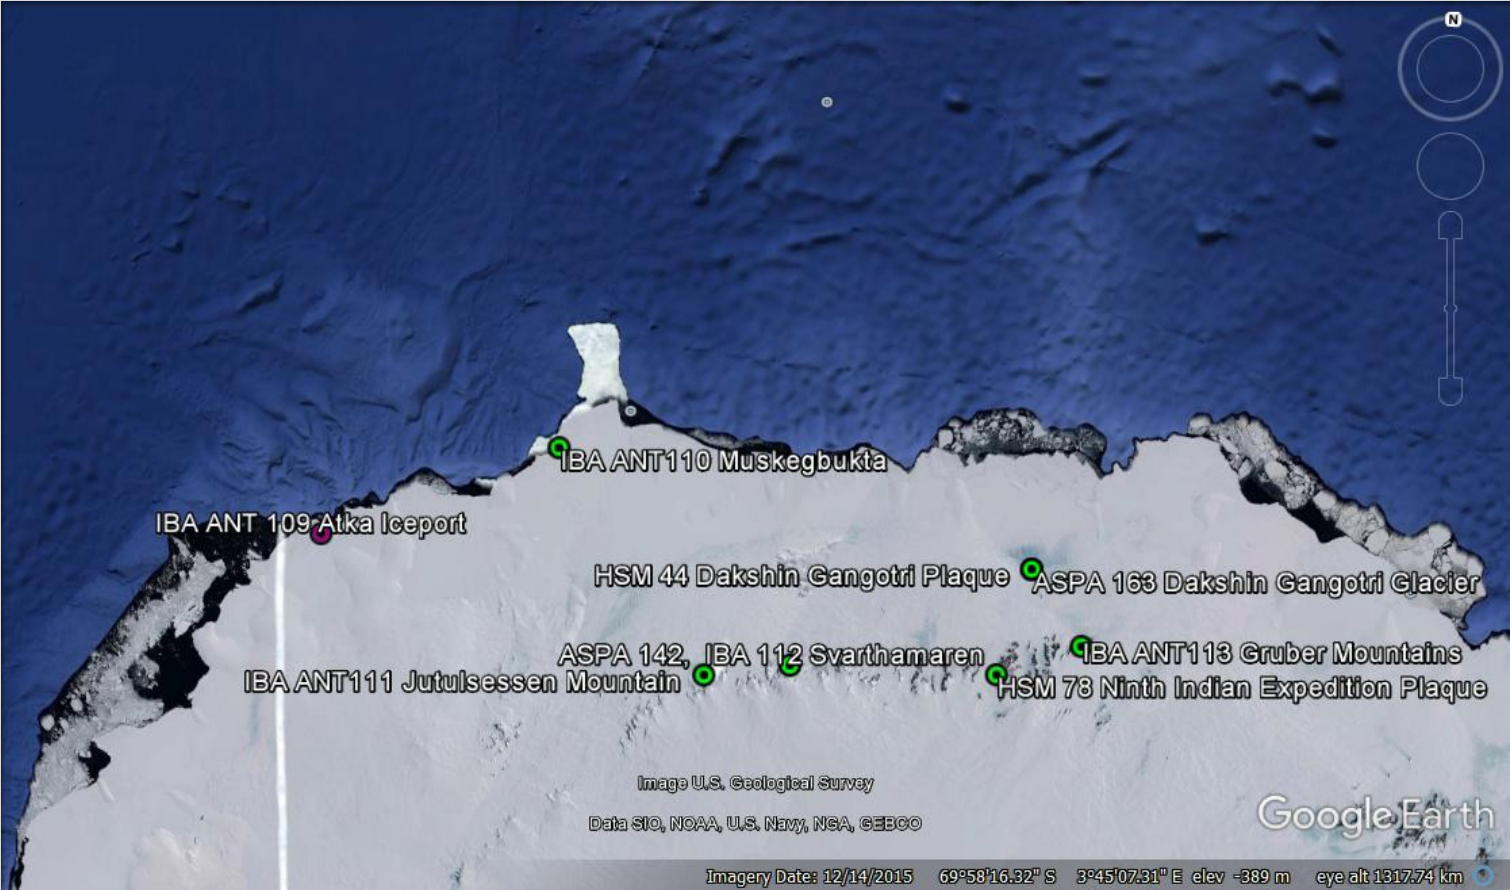 N
IBA ANT110 Muskegbukta
IBA ANT 109 Atka Iceport
HSM 44 Dakshin Gangotri Plaque
ASPA 163 Dakshin Gangotri Glacier
ASPA 142, IBA 112 Svarthamaren
IBA ANT113 Gruber Mountains
IBA ANT111 Jutulsessen Mountain
HSM 78 Ninth Indian Expedition Plaque
Image U.S. Geological Survey
Data SIO, NOAA, U.S. Navy, NGA, GEBCO
Google Earth
Imagery Date: 12/14/2015 69°58'16.32" S 3°45'07.31" E elev -389 m eye alt 1317.74 km